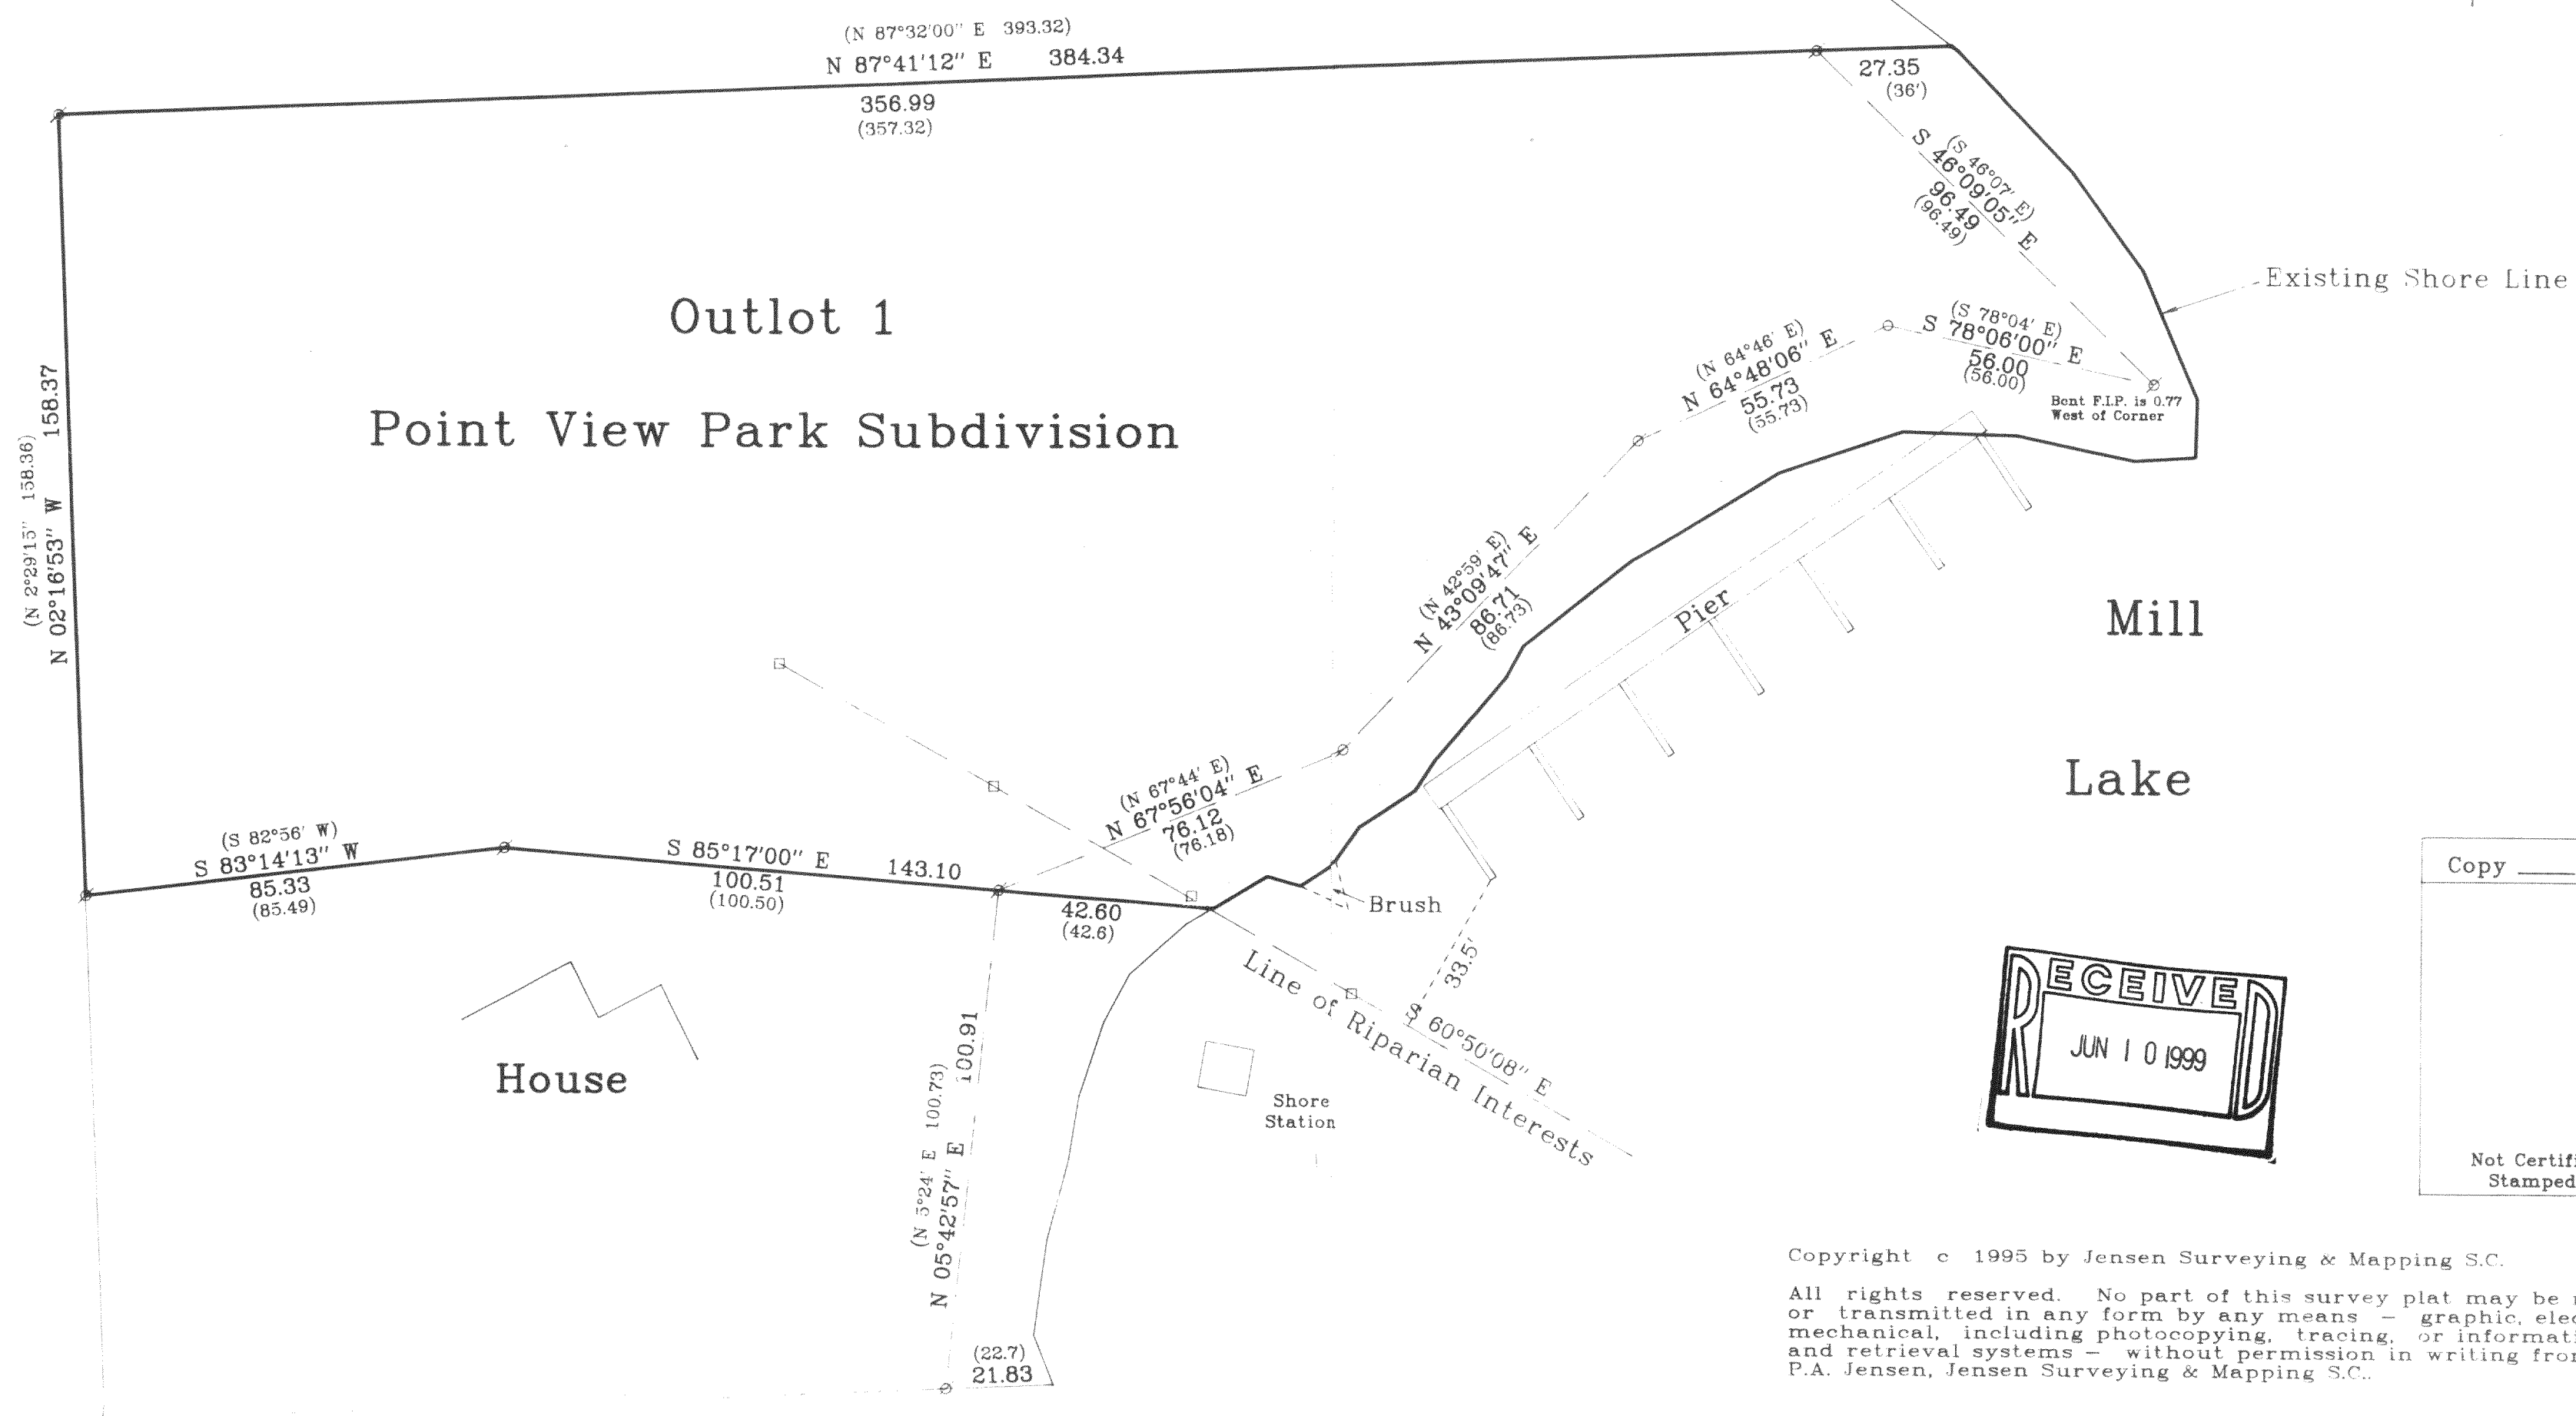 (N 87°32'00" E 393.32)
N 87°41'12" E 384.34
356.99
(357.32)
27.35
(36')
(S 46°07' E)
S 46°09'05" E
96.49
(96.49)
Existing Shore Line
Outlot 1
Point View Park Subdivision
(N 2°29'15" 158.36)
N 02°16'53" W 158.37
(S 78°04' E)
S 78°06'00" E
56.00
(56.00)
Bent F.I.P. is 0.77
West of Corner
(N 64°46' E)
N 64°48'06" E
55.73
(55.73)
(N 42°59' E)
N 43°09'47" E
86.71
(86.73)
Pier
Mill
Lake
(N 67°44' E)
N 67°56'04" E
76.12
(76.18)
(S 82°56' W)
S 83°14'13" W
85.33
(85.49)
S 85°17'00" E 143.10
100.51
(100.50)
42.60
(42.6)
Brush
33.5'
S 60°50'08" E
Line of Riparian Interests
House
(N 5°24' E 100.73)
N 05°42'57" E 100.91
Shore
Station
(22.7)
21.83
Copy
RECEIVED
JUN 10 1999
Not Certifi
Stamped
Copyright c 1995 by Jensen Surveying & Mapping S.C.
All rights reserved. No part of this survey plat may be
or transmitted in any form by any means – graphic, elec
mechanical, including photocopying, tracing, or informati
and retrieval systems – without permission in writing from
P.A. Jensen, Jensen Surveying & Mapping S.C..